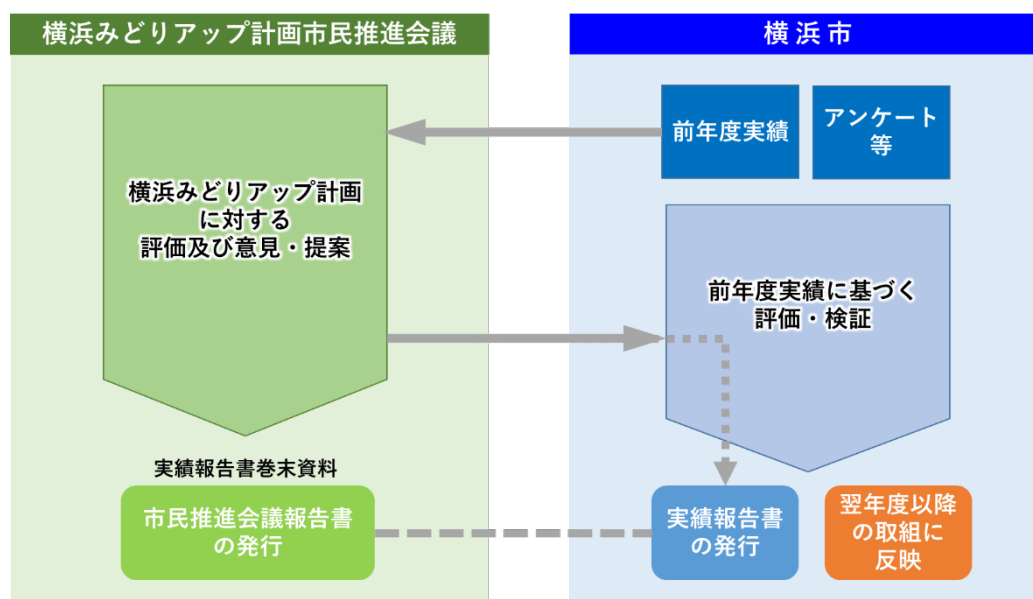 横浜みどりアップ計画市民推進会議
横浜みどりアップ計画
に対する
評価及び意見・提案
実績報告書巻末資料
市民推進会議報告書
の発行
横浜市
前年度実績
アンケート
等
前年度実績に基づく
評価・検証
実績報告書
の発行
翌年度以降
の取組に
反映